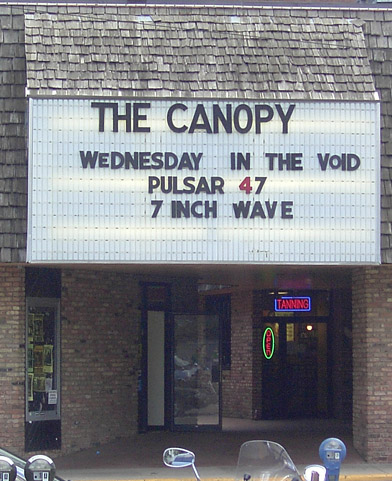 THE CANOPY
WEDNESDAY IN THE VOID
PULSAR 47
7 INCH WAVE
TANNING
OPEN